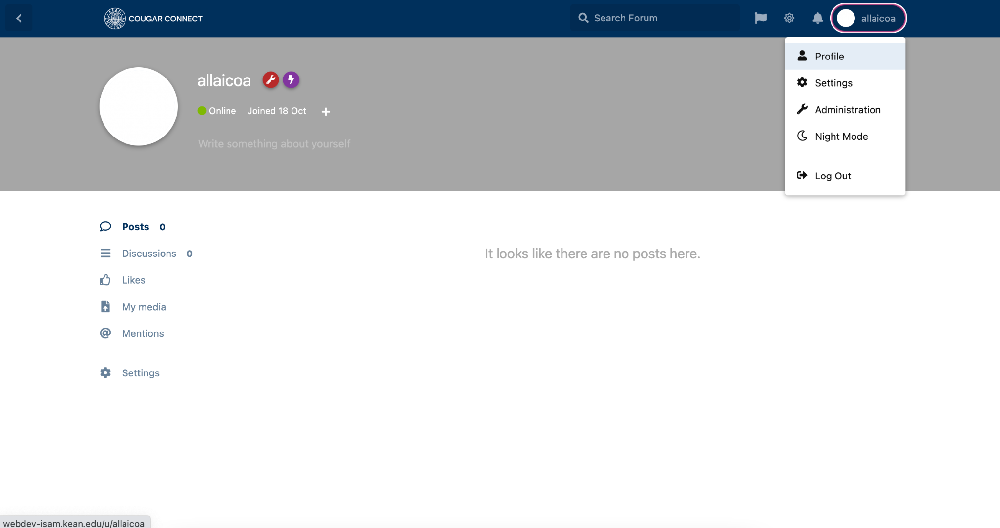 KEAN UNIVERSITY
COUGAR CONNECT
Search Forum
allaicoa
Profile
Settings
Administration
Night Mode
Log Out
allaicoa
Online Joined 18 Oct
Write something about yourself
Posts 0
Discussions 0
Likes
My media
Mentions
Settings
It looks like there are no posts here.
webdev-isam.kean.edu/u/allaicoa